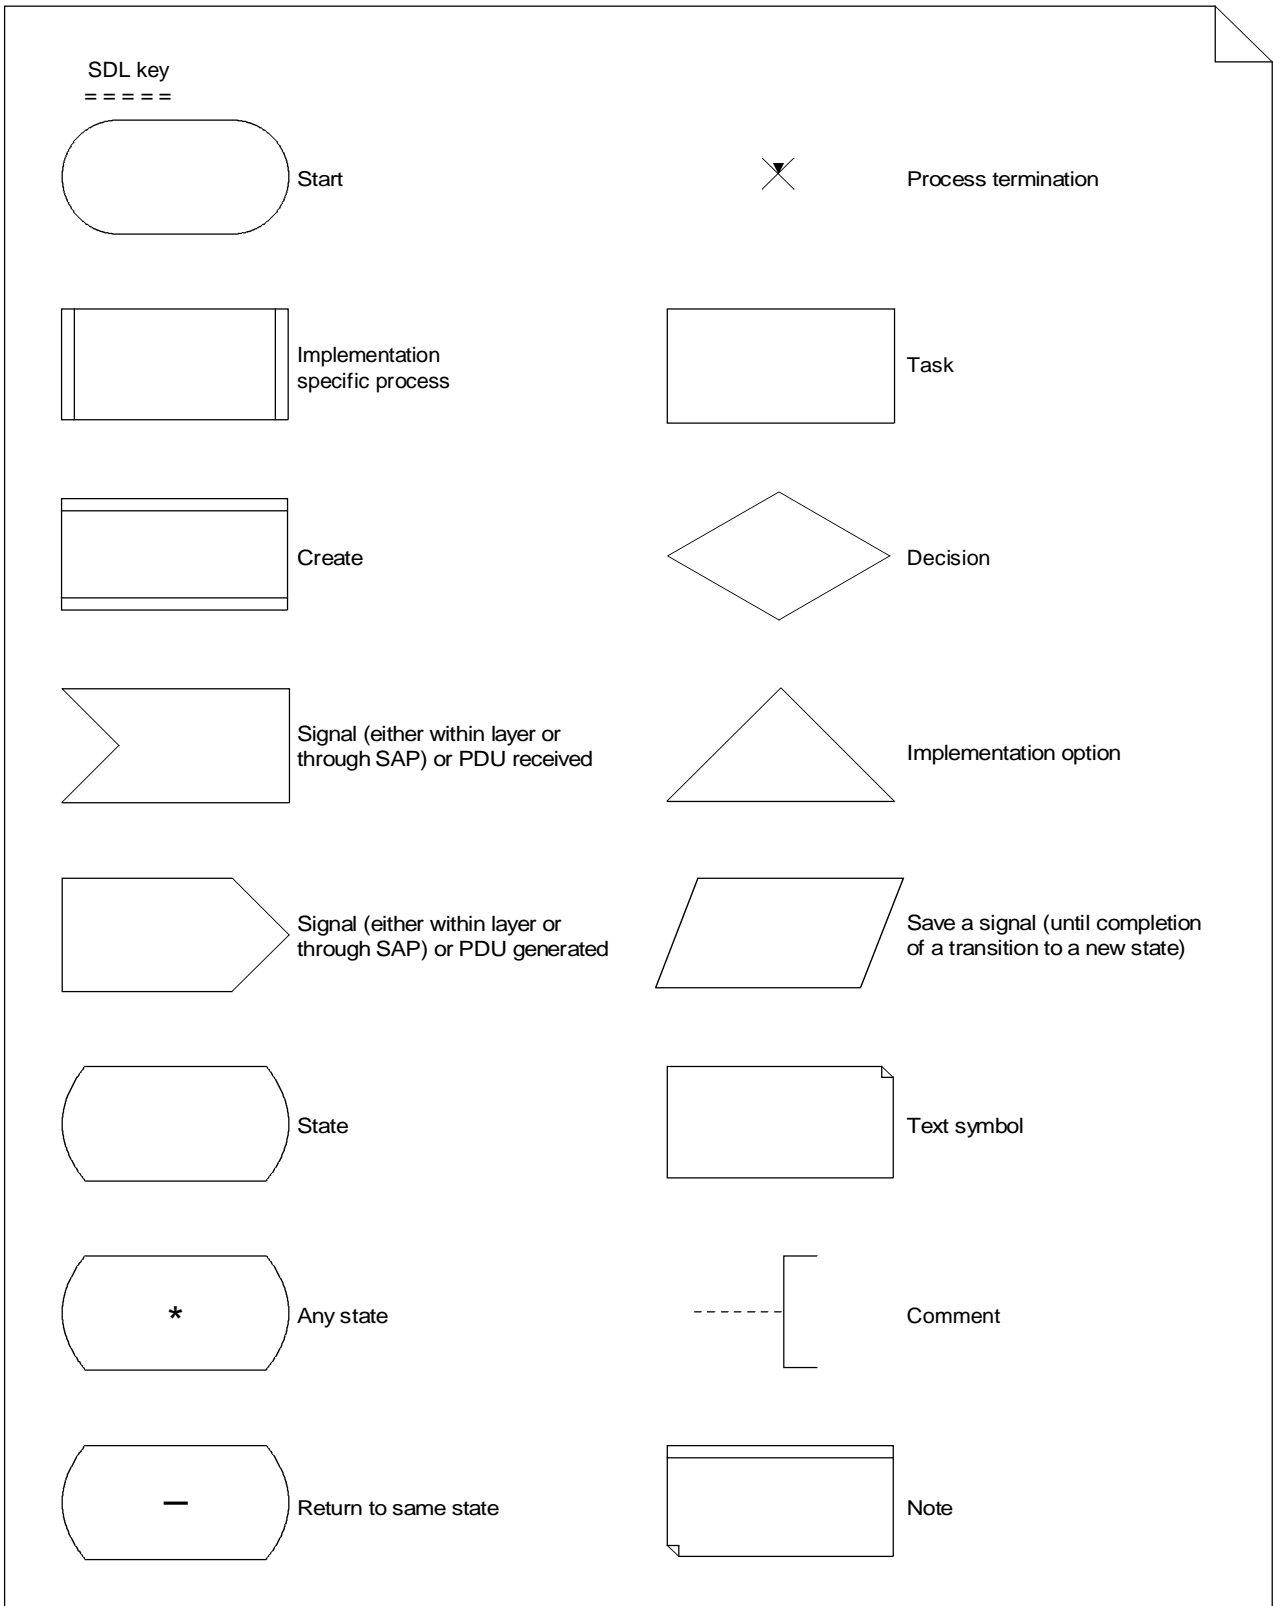 SDL key
=====
Start
Process termination
Implementation
specific process
Task
Create
Decision
Signal (either within layer or
through SAP) or PDU received
Implementation option
Signal (either within layer or
through SAP) or PDU generated
Save a signal (until completion
of a transition to a new state)
State
Text symbol
*
Any state
Comment
–
Return to same state
Note